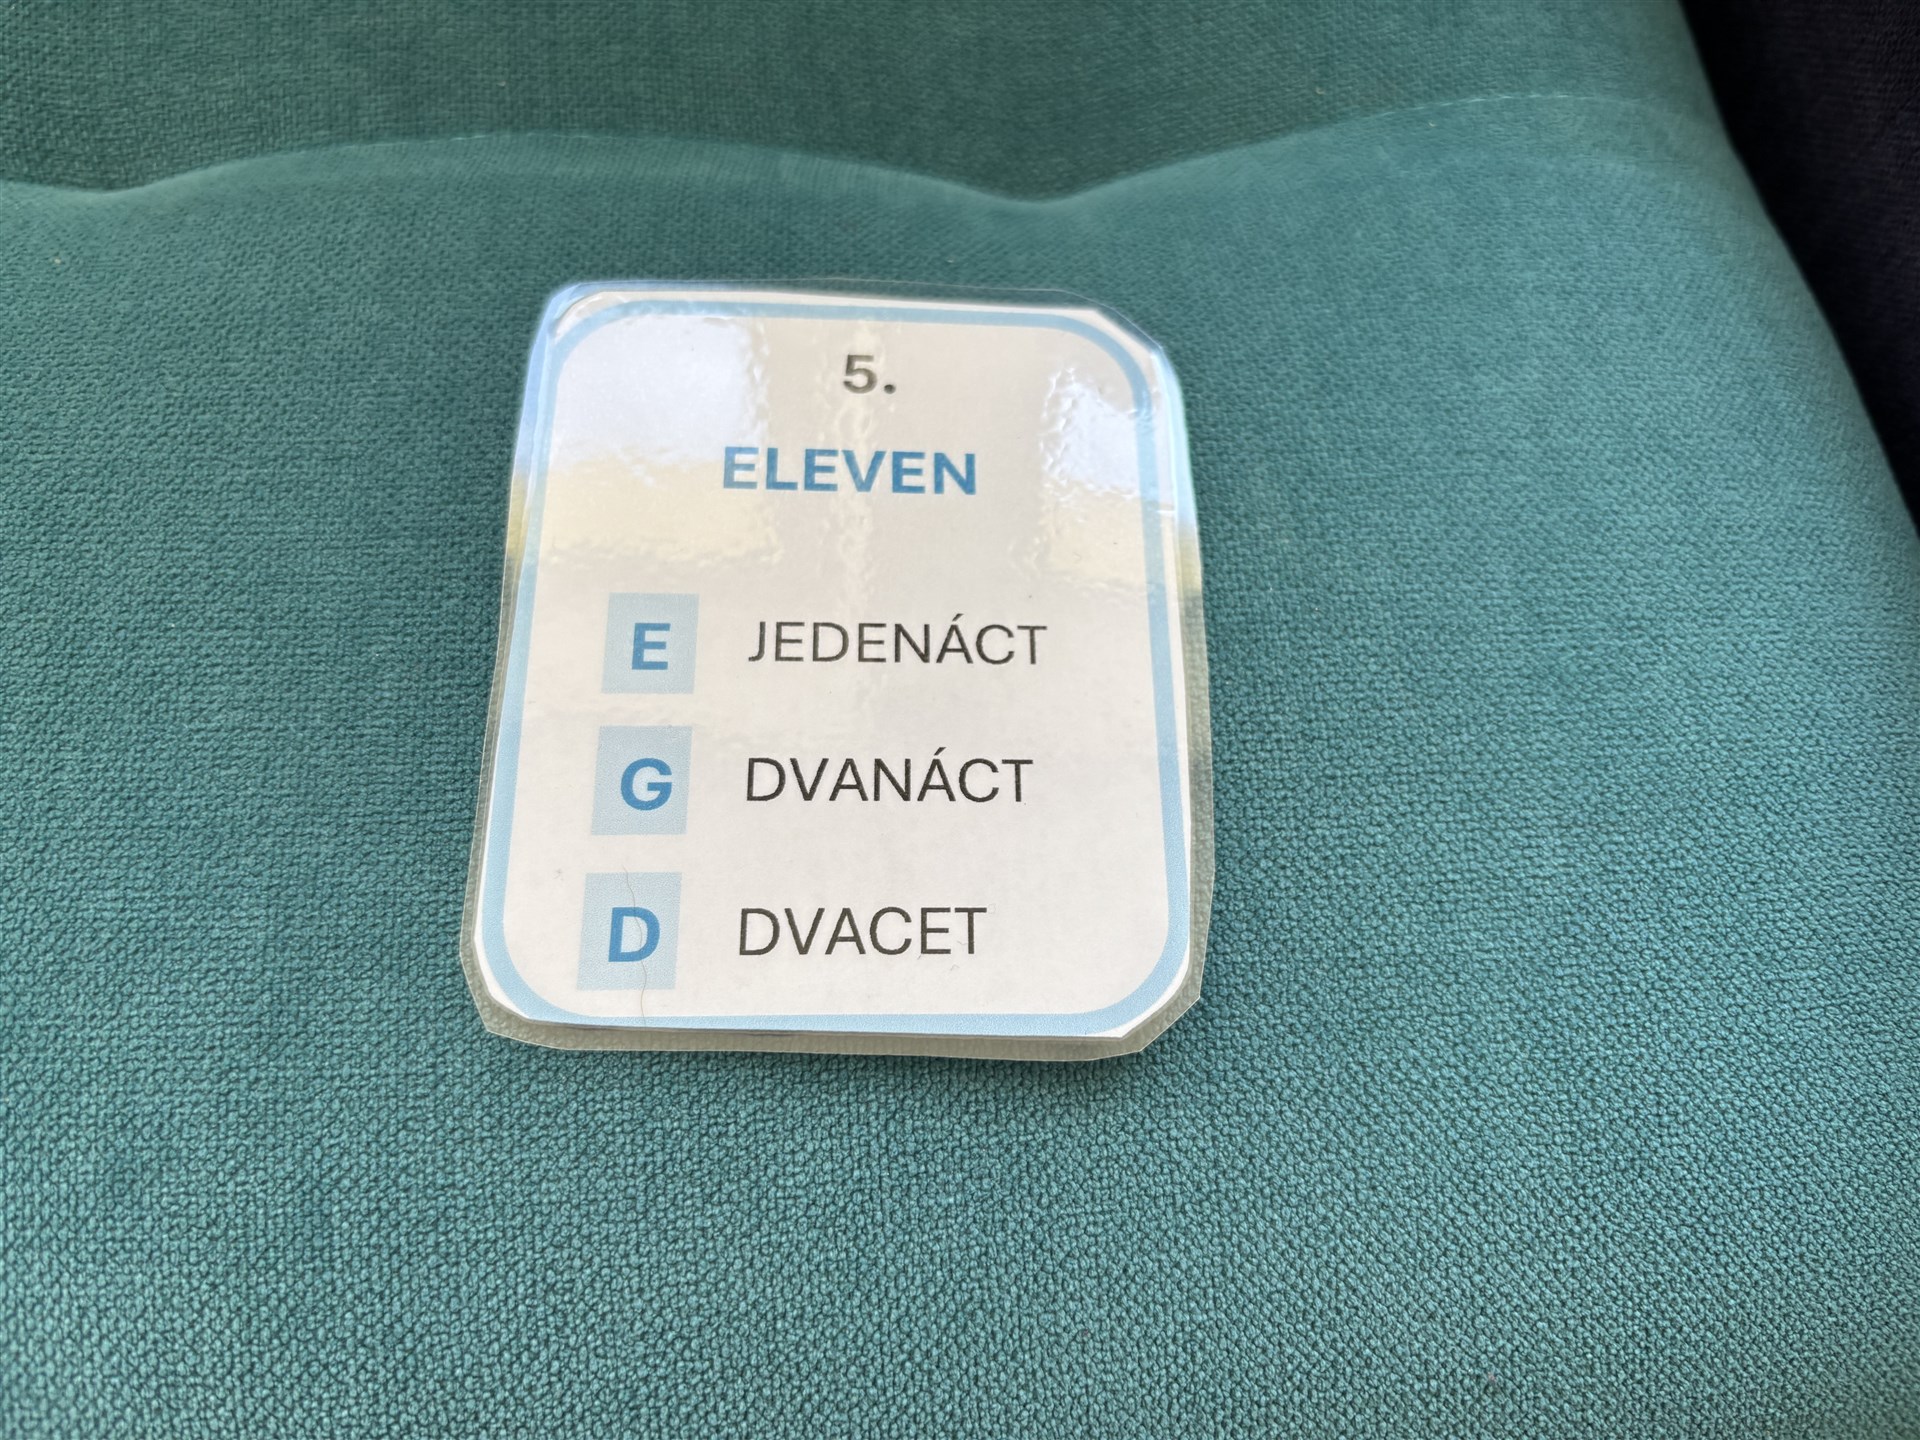 5.
ELEVEN
E JEDENÁCT
G DVANÁCT
D DVACET